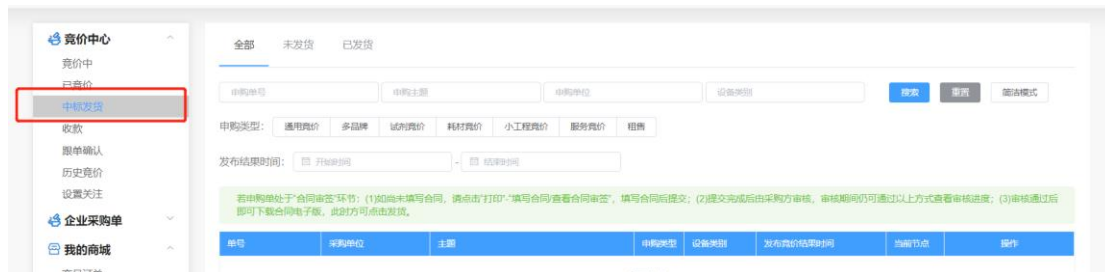 竞价中心
竞价中
已竞价
中标发货
收款
跟单确认
历史竞价
设置关注
企业采购单
我的商城
全部 未发货 已发货
申购单号 申购主题 申购单位 设备类别 搜索 重置 简洁模式
申购类型: 通用竞价 多品牌 试剂竞价 耗材竞价 小工程竞价 服务竞价 租售
发布结果时间: 开始时间 - 结束时间
若申购单处于"合同审签"环节: (1)如尚未填写合同, 请点击"打印"-"填写合同/查看合同审签", 填写合同后提交; (2)提交完成后由采购方审核, 审核期间仍可通过以上方式查看审核进度; (3)审核通过后
即可下载合同电子版, 此时方可点击发货。
单号 采购单位 主题 申购类型 设备类别 发布竞价结果时间 当前节点 操作